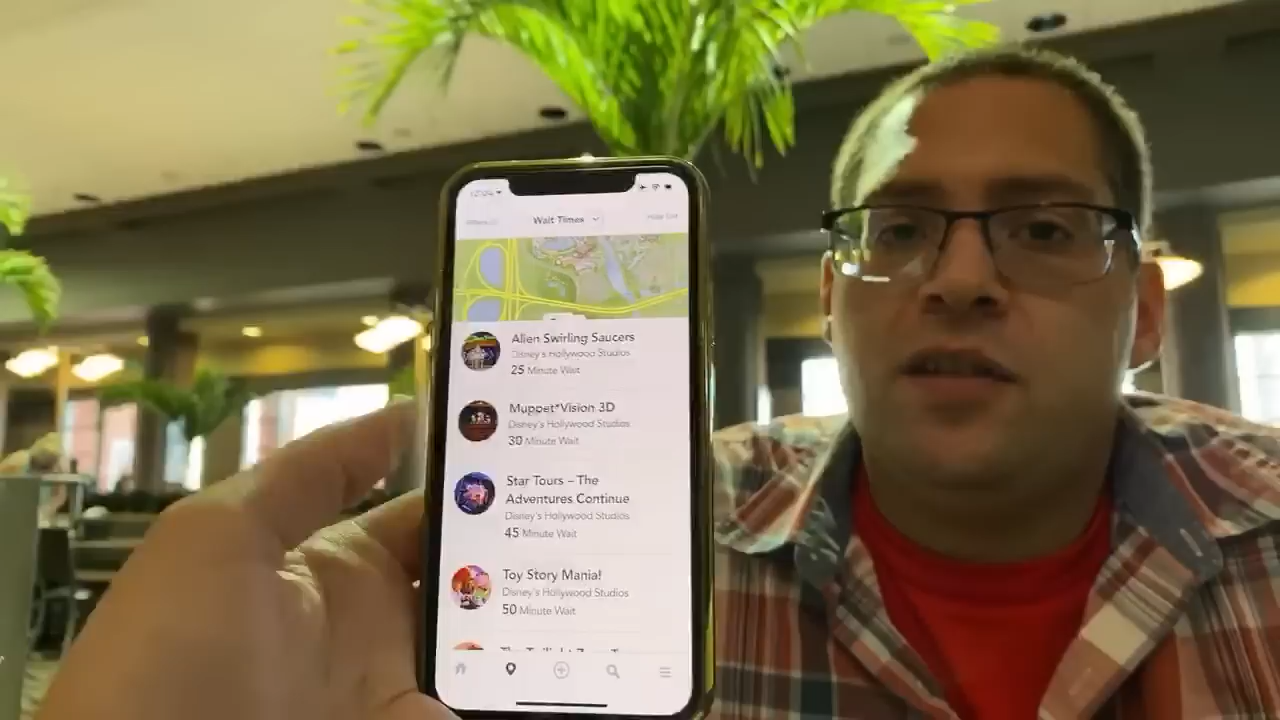 Wait Times
Alien Swirling Saucers
Disney's Hollywood Studios
25 Minute Wait
Muppet*Vision 3D
Disney's Hollywood Studios
30 Minute Wait
Star Tours – The
Adventures Continue
Disney's Hollywood Studios
45 Minute Wait
Toy Story Mania!
Disney's Hollywood Studios
50 Minute Wait